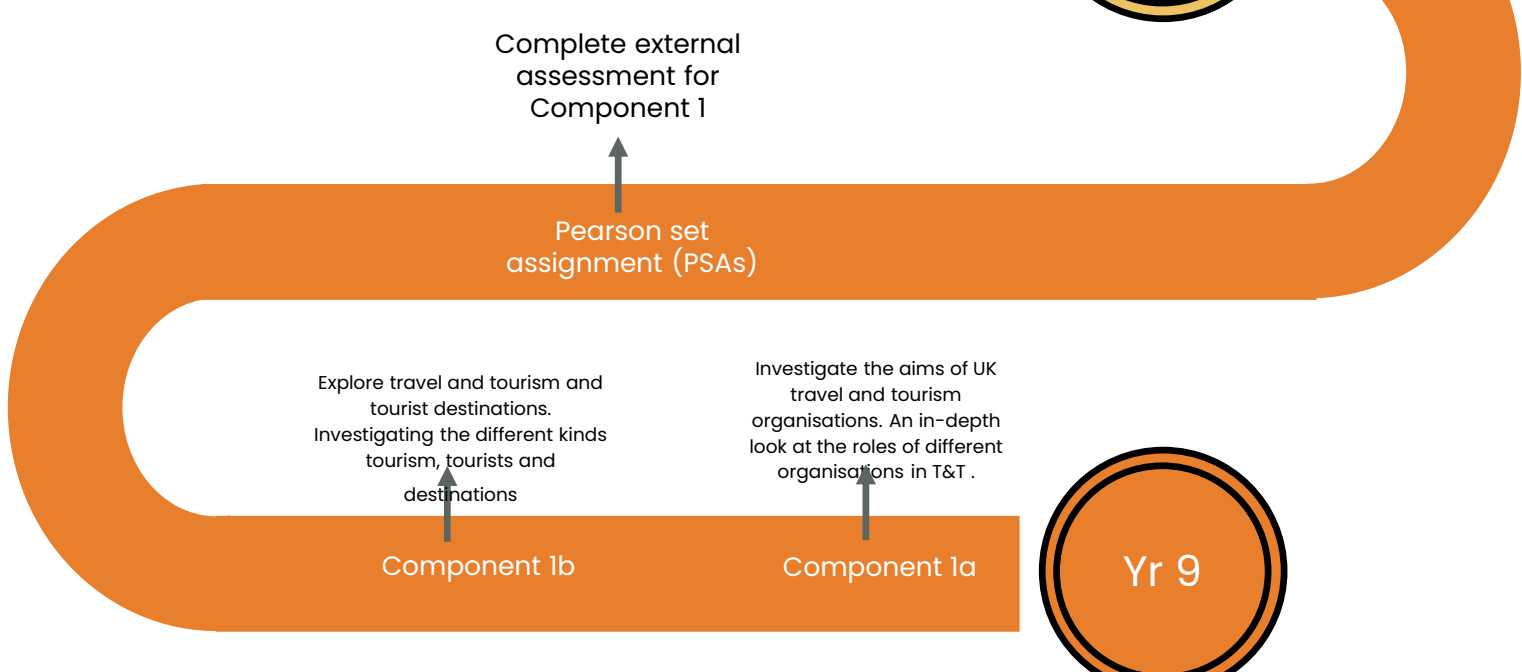 Complete external
assessment for
Component 1
Pearson set
assignment (PSAs)
Explore travel and tourism and
tourist destinations.
Investigating the different kinds
tourism, tourists and
destinations
Investigate the aims of UK
travel and tourism
organisations. An in-depth
look at the roles of different
organisations in T&T .
Component 1b
Component 1a
Yr 9